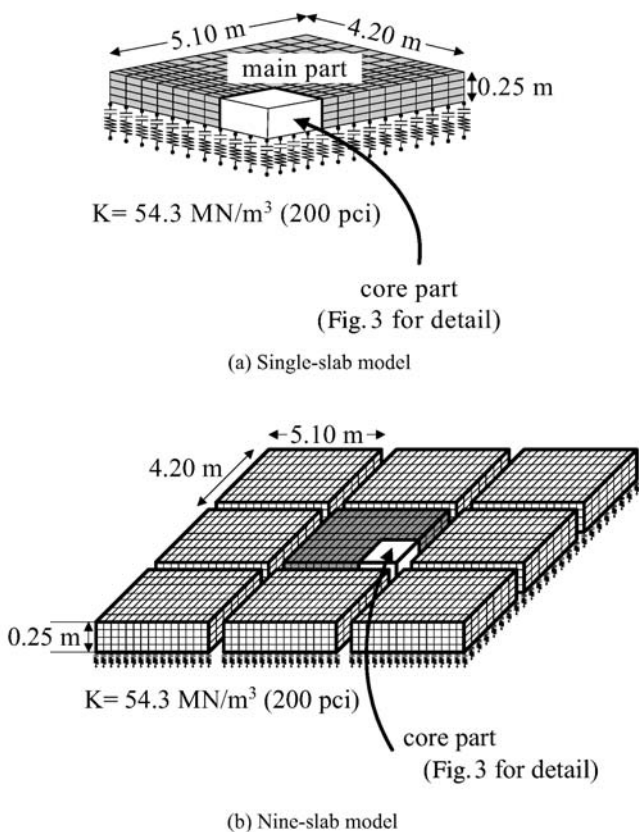 5.10 m
4.20 m
main part
0.25 m
K= 54.3 MN/m³ (200 pci)
core part
(Fig. 3 for detail)
(a) Single-slab model
5.10 m
4.20 m
0.25 m
K= 54.3 MN/m³ (200 pci)
core part
(Fig. 3 for detail)
(b) Nine-slab model